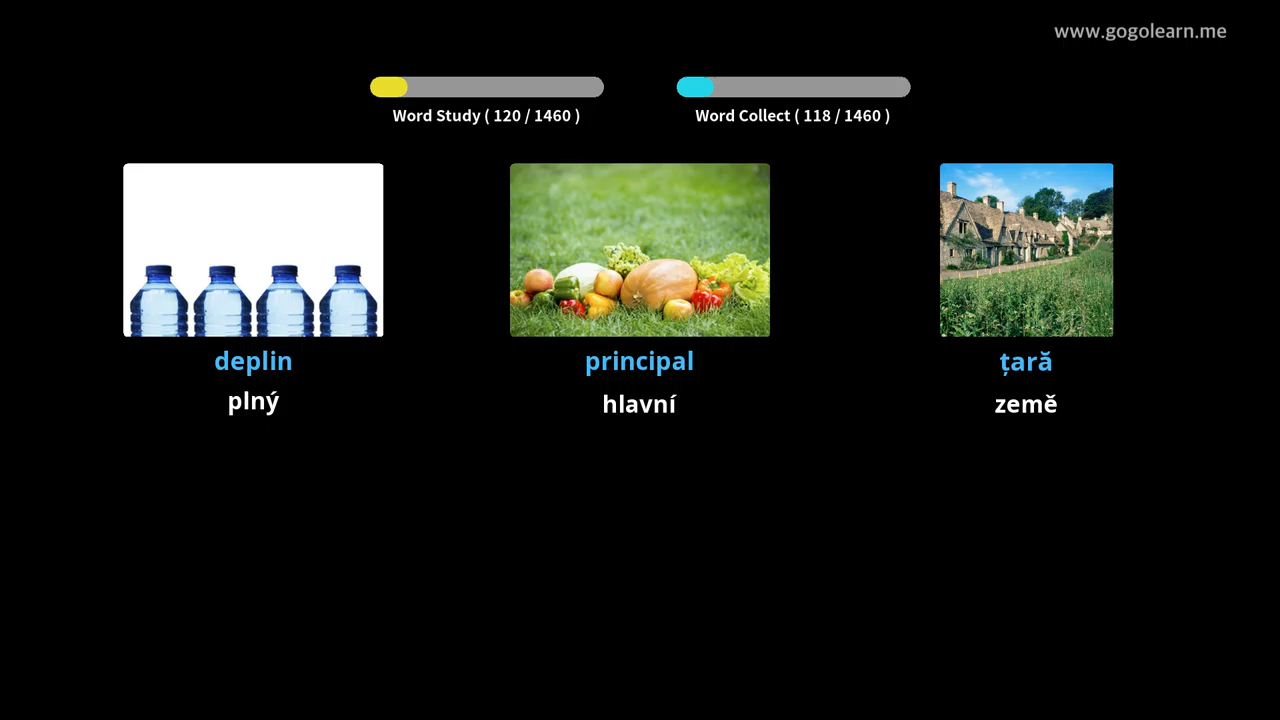 www.gogolearn.me
Word Study ( 120 / 1460 )
Word Collect ( 118 / 1460 )
deplin
principal
țară
plný
hlavní
země